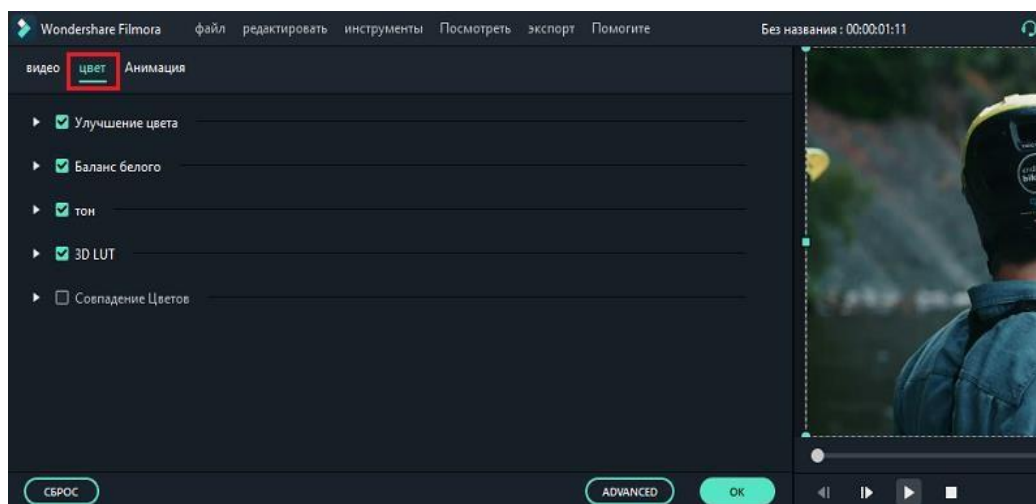 Wondershare Filmora файл редактировать инструменты Посмотреть экспорт Помогите Без названия : 00:00:01:11
видео цвет Анимация
Улучшение цвета
Баланс белого
тон
3D LUT
Совпадение Цветов
СБРОС ADVANCED OK